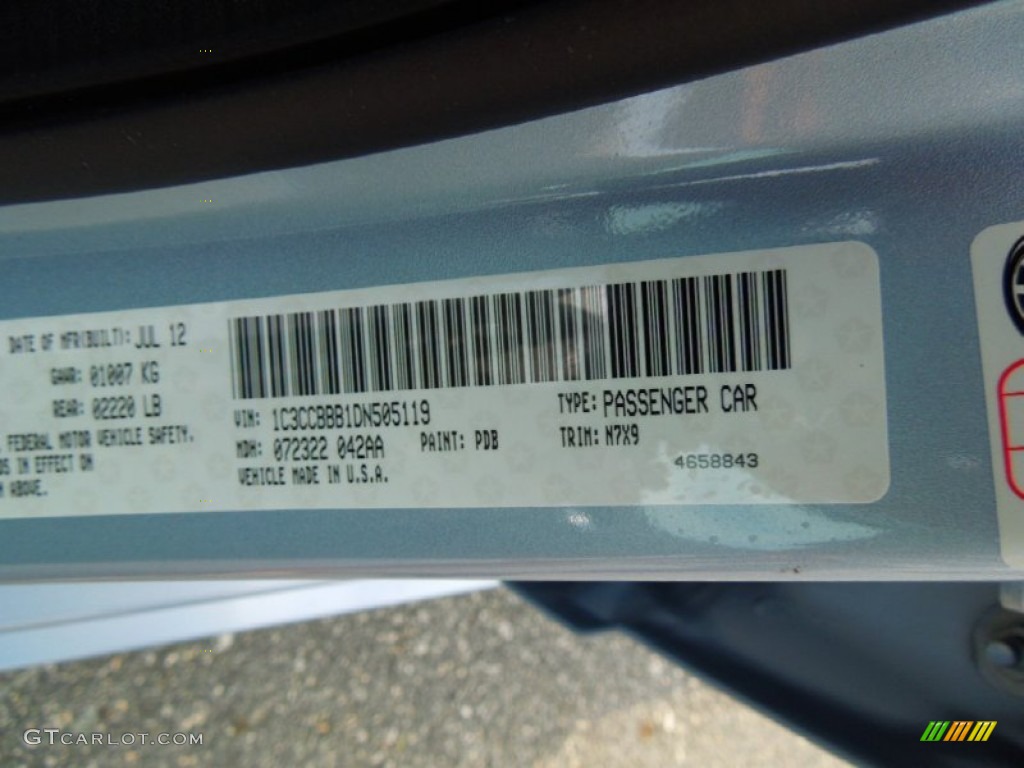 DATE OF MFR(BUILT): JUL 12
GAWR: 01007 KG
REAR: 02220 LB
FEDERAL MOTOR VEHICLE SAFETY.
DS IN EFFECT ON
ABOVE.
VIN: 1C3CCBBB1DN505119
TYPE: PASSENGER CAR
MDH: 072322 042AA PAINT: PDB TRIM: N7X9
VEHICLE MADE IN U.S.A.
4658843
GTCARLOT.COM